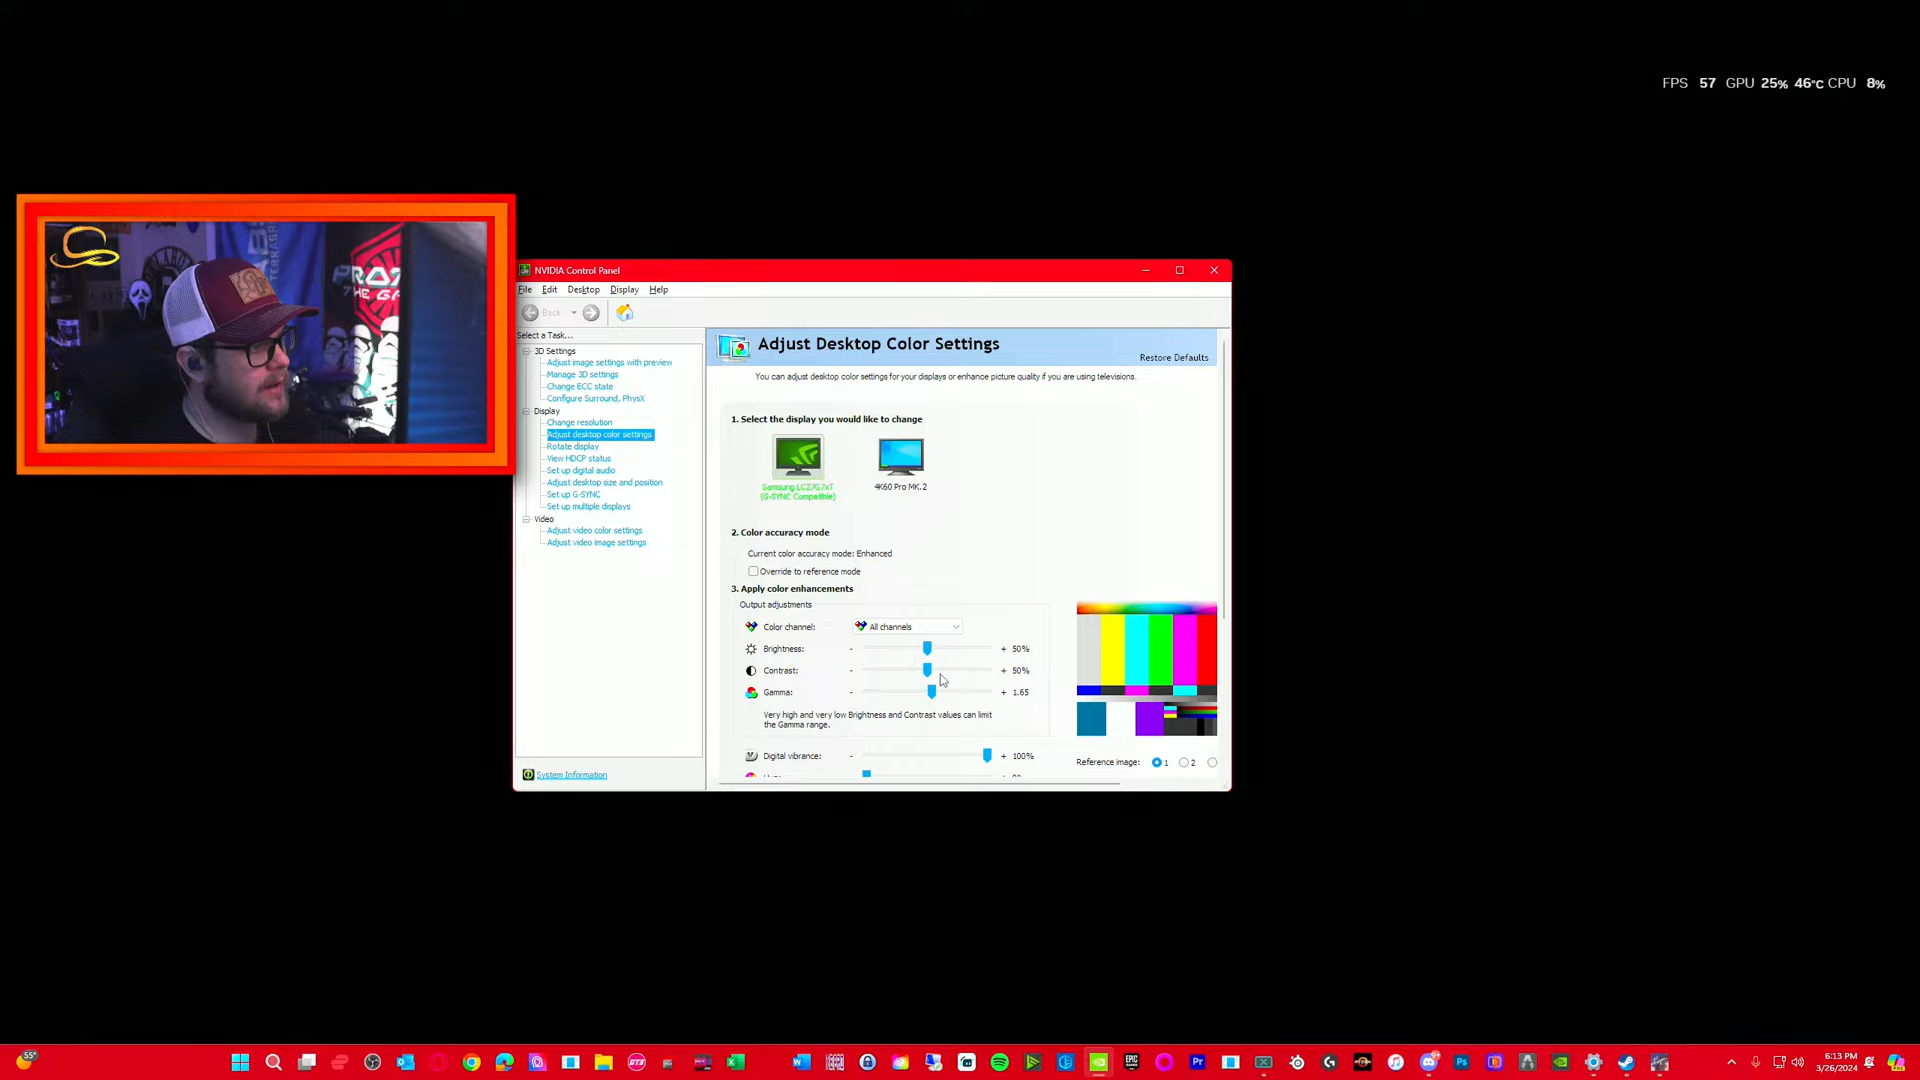 FPS 57 GPU 25% 46°C CPU 8%
NVIDIA Control Panel
File Edit Desktop Display Help
Back
Select a Task...
3D Settings
Adjust image settings with preview
Manage 3D settings
Change ECC state
Configure Surround, PhysX
Display
Change resolution
Adjust desktop color settings
Rotate display
View HDCP status
Set up digital audio
Adjust desktop size and position
Set up G-SYNC
Set up multiple displays
Video
Adjust video color settings
Adjust video image settings
System Information
Adjust Desktop Color Settings
Restore Defaults
You can adjust desktop color settings for your displays or enhance picture quality if you are using televisions.
1. Select the display you would like to change
Samsung LC27G7xT
(G-SYNC Compatible)
4K60 Pro MK.2
2. Color accuracy mode
Current color accuracy mode: Enhanced
Override to reference mode
3. Apply color enhancements
Output adjustments
Color channel: All channels
Brightness: - + 50%
Contrast: - + 50%
Gamma: - + 1.65
Very high and very low Brightness and Contrast values can limit
the Gamma range.
Digital vibrance: - + 100%
Reference image: 1 2
55°
6:13 PM
3/26/2024